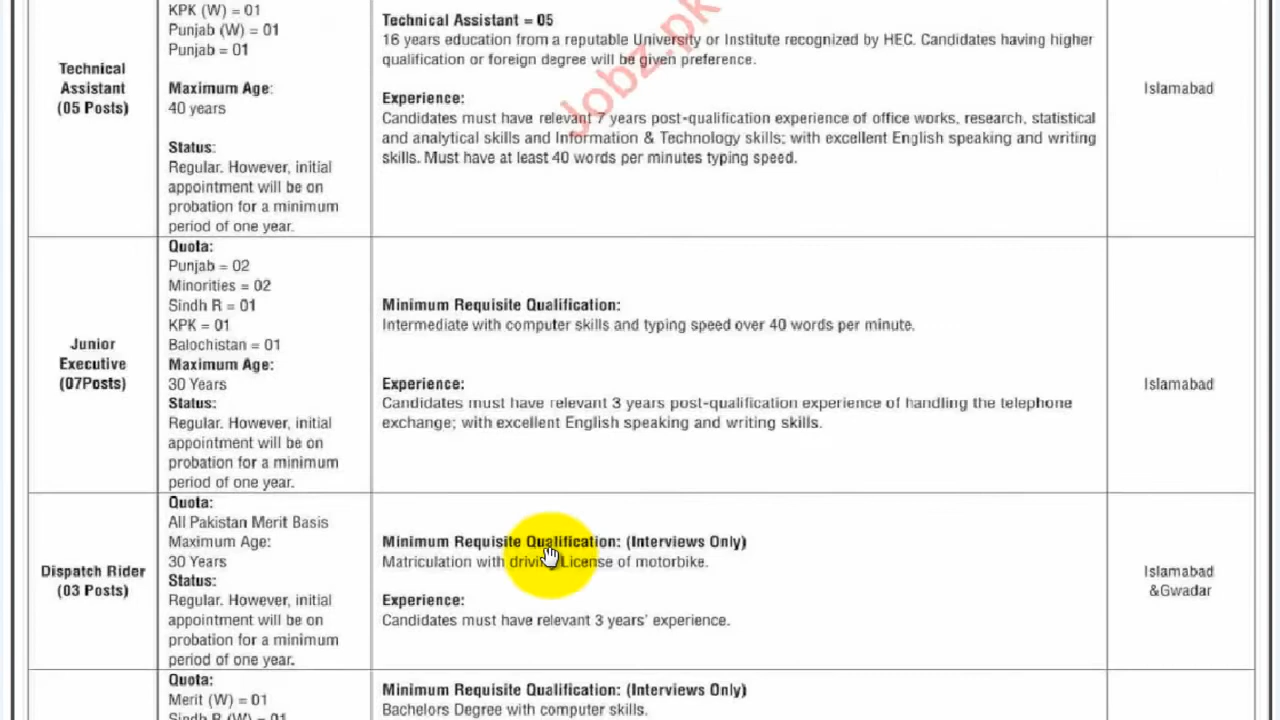 KPK (W) = 01
Punjab (W) = 01
Punjab = 01
Technical
Assistant
(05 Posts)
Maximum Age:
40 years
Status:
Regular. However, initial
appointment will be on
probation for a minimum
period of one year.
Technical Assistant = 05
16 years education from a reputable University or Institute recognized by HEC. Candidates having higher
qualification or foreign degree will be given preference.
Experience:
Candidates must have relevant 7 years post-qualification experience of office works, research, statistical
and analytical skills and Information & Technology skills; with excellent English speaking and writing
skills. Must have at least 40 words per minutes typing speed.
Islamabad
Jobz.pk
Junior
Executive
(07Posts)
Quota:
Punjab = 02
Minorities = 02
Sindh R = 01
KPK = 01
Balochistan = 01
Maximum Age:
30 Years
Status:
Regular. However, initial
appointment will be on
probation for a minimum
period of one year.
Minimum Requisite Qualification:
Intermediate with computer skills and typing speed over 40 words per minute.
Experience:
Candidates must have relevant 3 years post-qualification experience of handling the telephone
exchange; with excellent English speaking and writing skills.
Islamabad
Dispatch Rider
(03 Posts)
Quota:
All Pakistan Merit Basis
Maximum Age:
30 Years
Status:
Regular. However, initial
appointment will be on
probation for a minimum
period of one year.
Minimum Requisite Qualification: (Interviews Only)
Matriculation with driving License of motorbike.
Experience:
Candidates must have relevant 3 years' experience.
Islamabad
&Gwadar
Quota:
Merit (W) = 01
Sindh R (W) = 01
Minimum Requisite Qualification: (Interviews Only)
Bachelors Degree with computer skills.